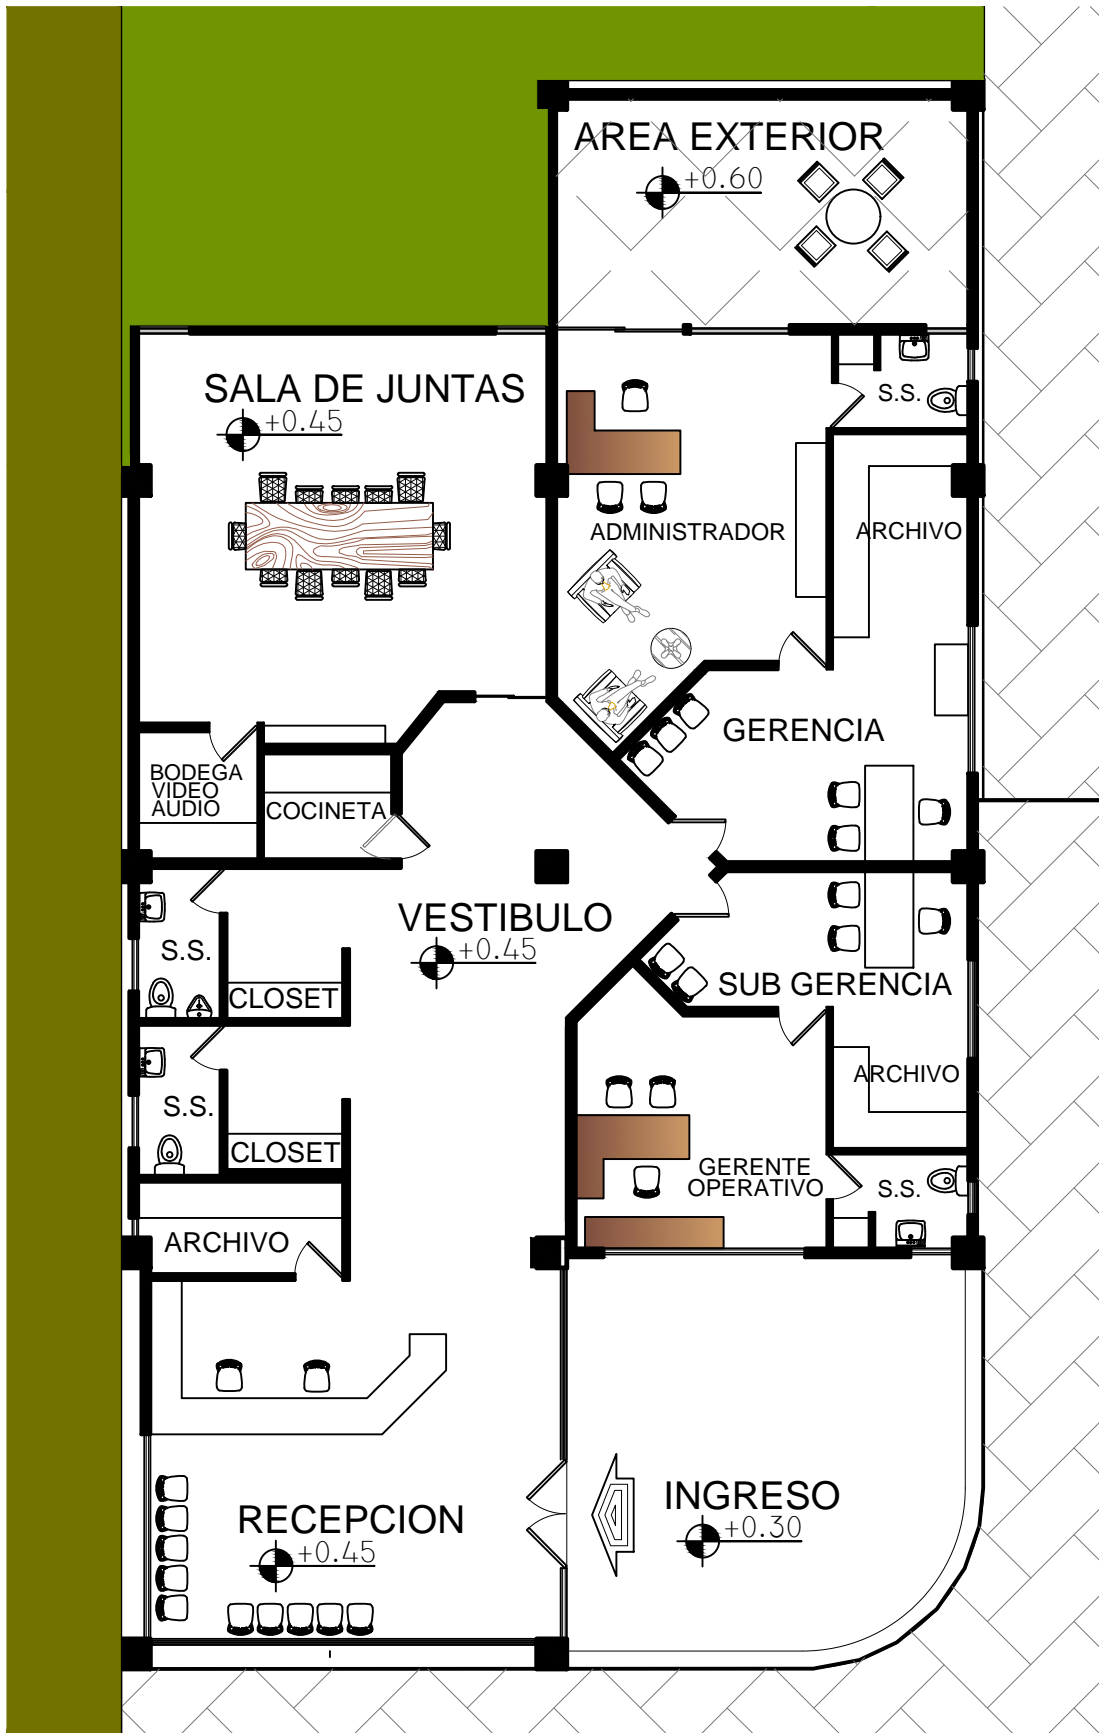 AREA EXTERIOR
+0.60
SALA DE JUNTAS
+0.45
S.S.
ADMINISTRADOR
ARCHIVO
GERENCIA
BODEGA
VIDEO
AUDIO
COCINETA
VESTIBULO
+0.45
S.S.
CLOSET
SUB GERENCIA
ARCHIVO
S.S.
CLOSET
GERENTE
OPERATIVO
S.S.
ARCHIVO
RECEPCION
+0.45
INGRESO
+0.30